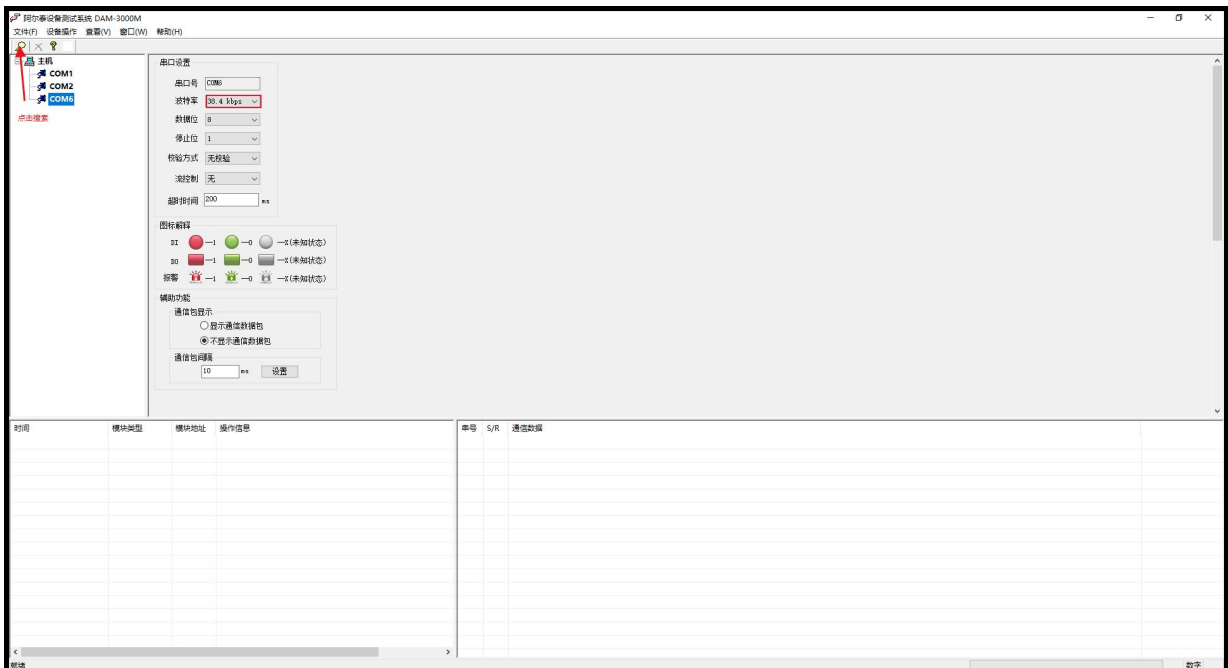 阿尔泰设备测试系统 DAM-3000M
文件(F) 设备操作 查看(V) 窗口(W) 帮助(H)
主机
COM1
COM2
COM6
点击搜索
串口设置
串口号 COM6
波特率 38.4 kbps
数据位 8
停止位 1
校验方式 无校验
流控制 无
超时时间 200 ms
图标解释
DI —1 —0 —X(未知状态)
DO —1 —0 —X(未知状态)
报警 —1 —0 —X(未知状态)
辅助功能
通信包显示
显示通信数据包
不显示通信数据包
通信包间隔
10 ms 设置
时间 模块类型 模块地址 操作信息
串号 S/R 通信数据
就绪 数字